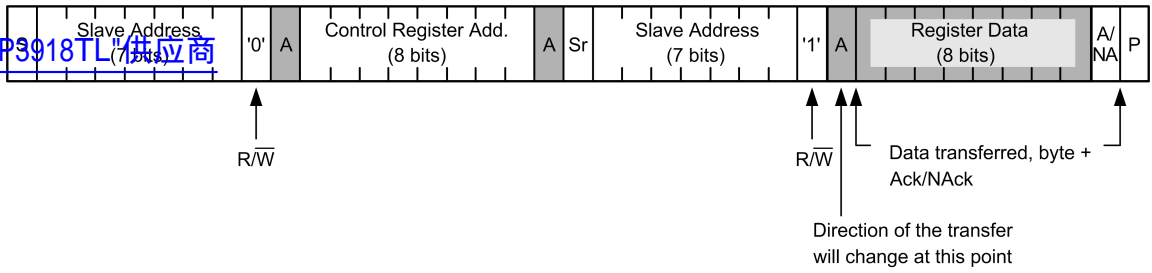 S
Slave Address
(7 bits)
'0'
A
Control Register Add.
(8 bits)
A
Sr
Slave Address
(7 bits)
'1'
A
Register Data
(8 bits)
A/
NA
P
P3918TL"供应商
R/W̅
R/W̅
Data transferred, byte +
Ack/NAck
Direction of the transfer
will change at this point